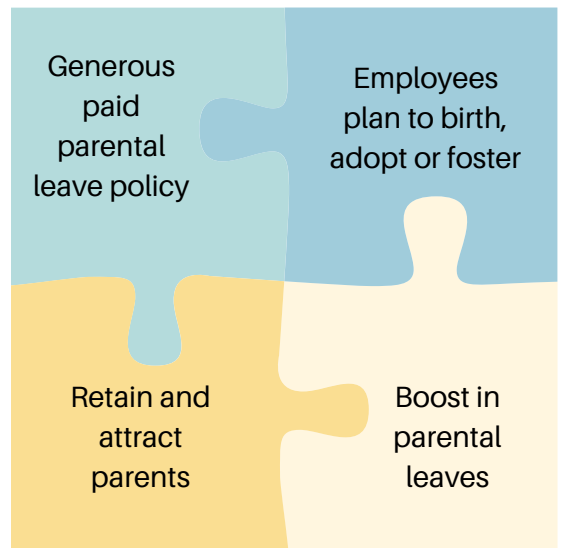 Generous
paid
parental
leave policy
Employees
plan to birth,
adopt or foster
Retain and
attract
parents
Boost in
parental
leaves